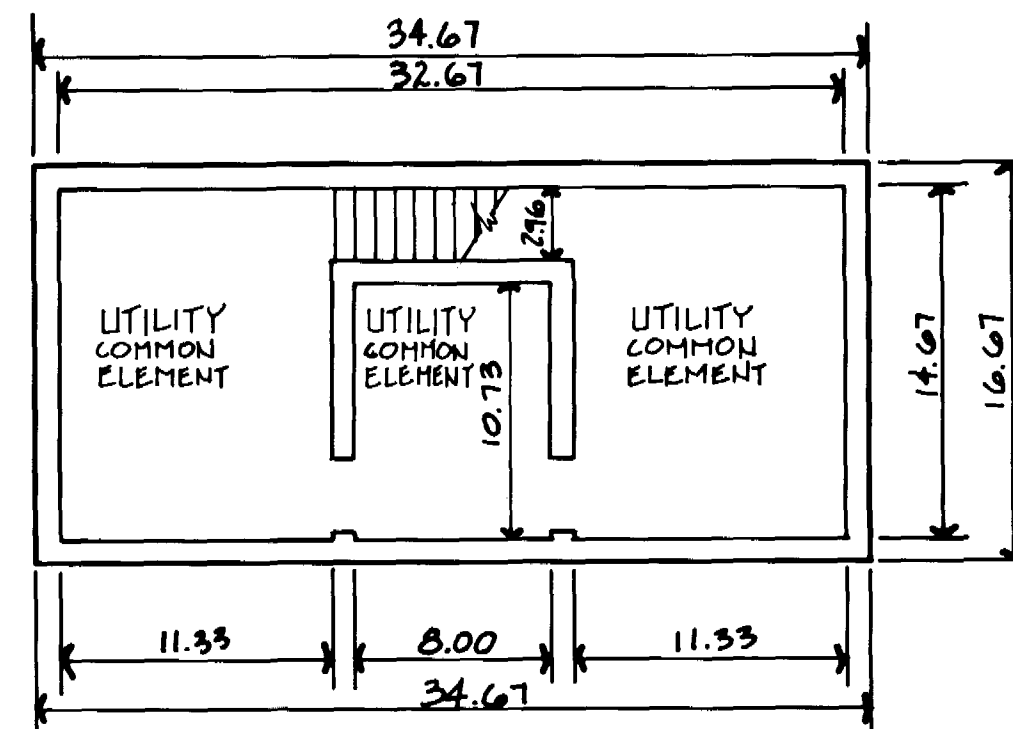 34.67
32.67
2.96
UTILITY
COMMON
ELEMENT
UTILITY
COMMON
ELEMENT
UTILITY
COMMON
ELEMENT
10.73
14.67
16.67
11.33
8.00
11.33
34.67